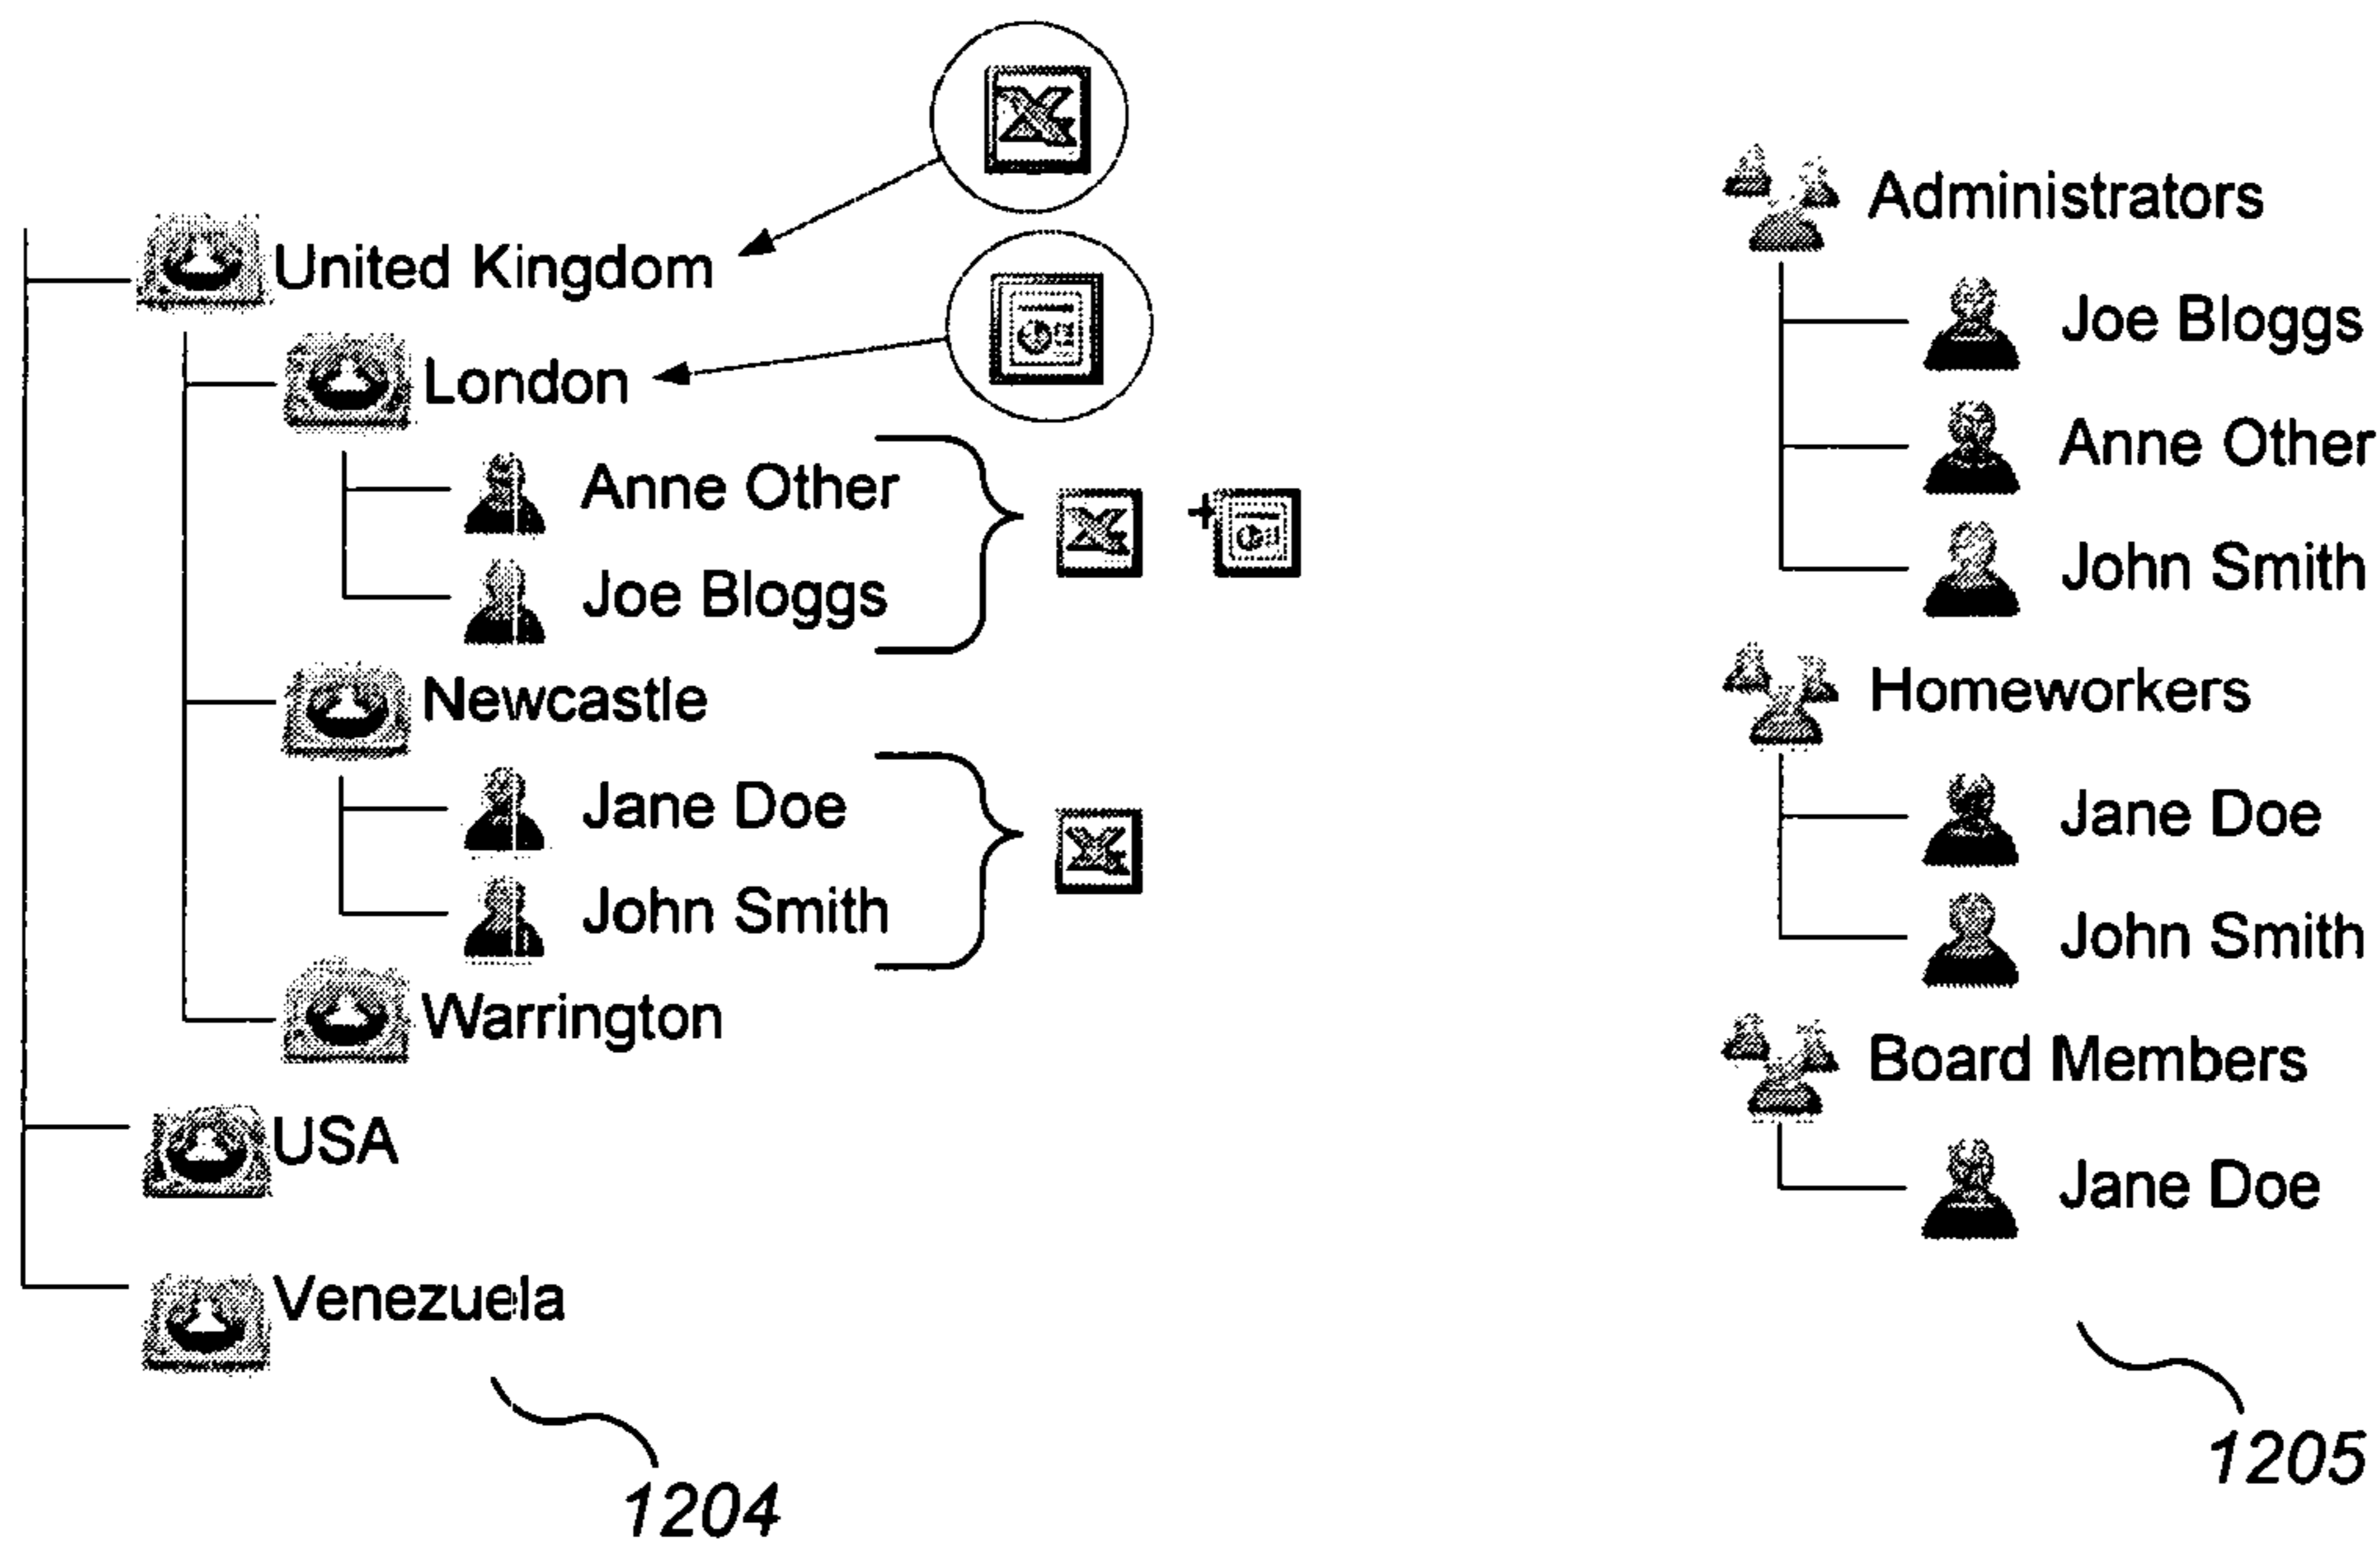 United Kingdom
London
Anne Other
+
Joe Bloggs
Newcastle
Jane Doe
John Smith
Warrington
USA
Venezuela
1204
Administrators
Joe Bloggs
Anne Other
John Smith
Homeworkers
Jane Doe
John Smith
Board Members
Jane Doe
1205